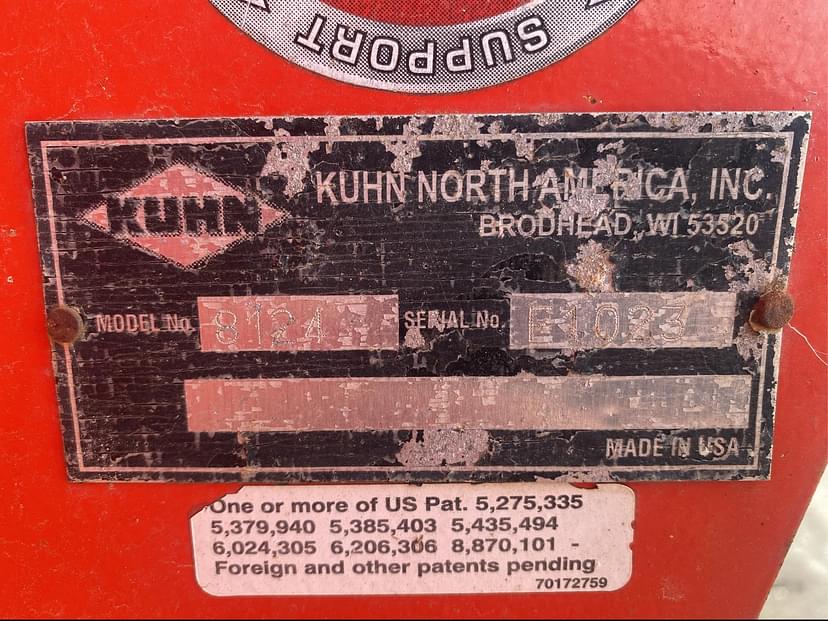 SUPPORT
KUHN
KUHN NORTH AMERICA, INC.
BRODHEAD, WI 53520
MODEL No. 8124 SERIAL No. E1023
MADE IN USA
One or more of US Pat. 5,275,335
5,379,940 5,385,403 5,435,494
6,024,305 6,206,306 8,870,101 -
Foreign and other patents pending
70172759